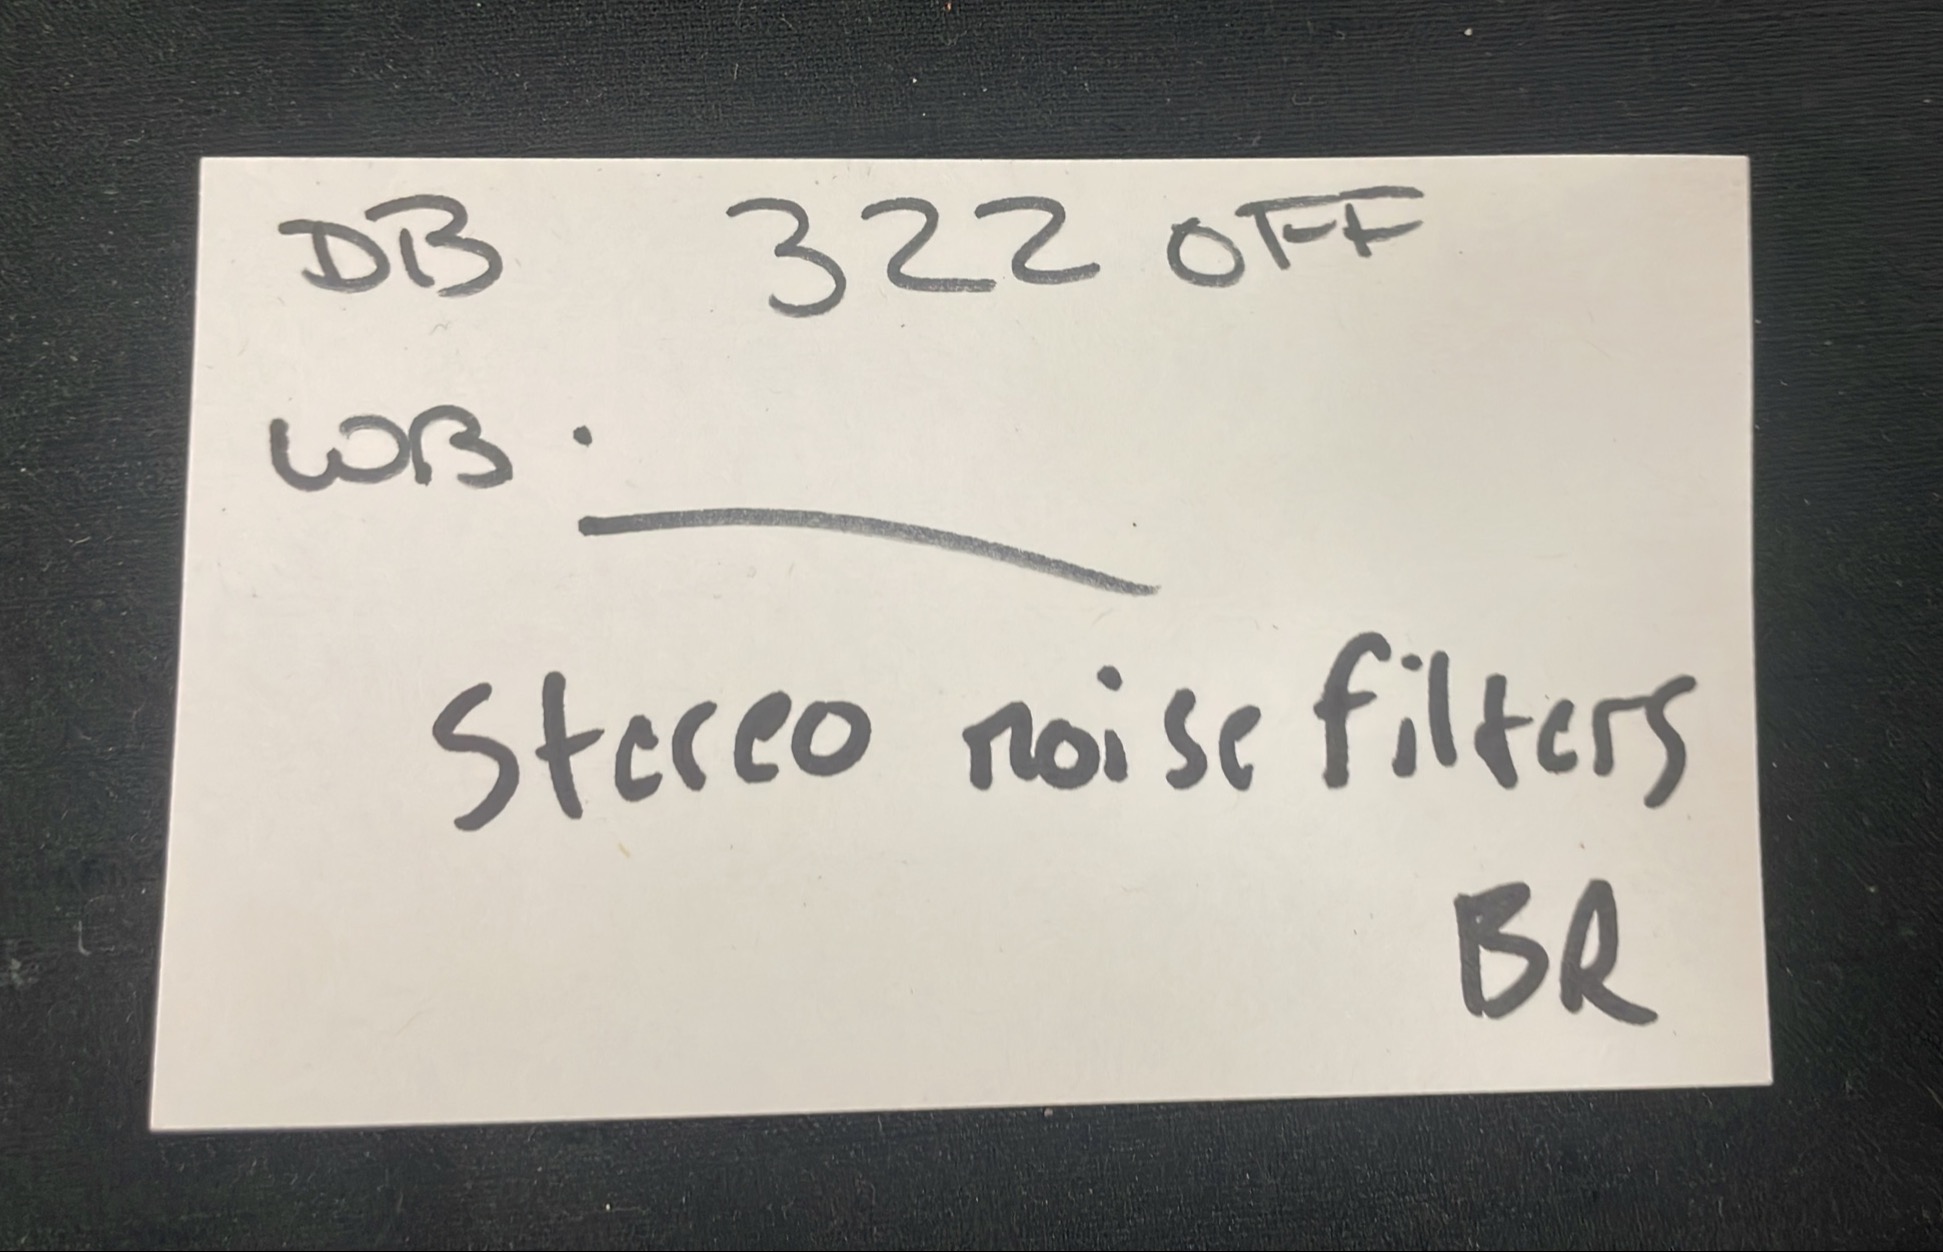 DB 322 OFF
WB.
Stereo noise filters
BR